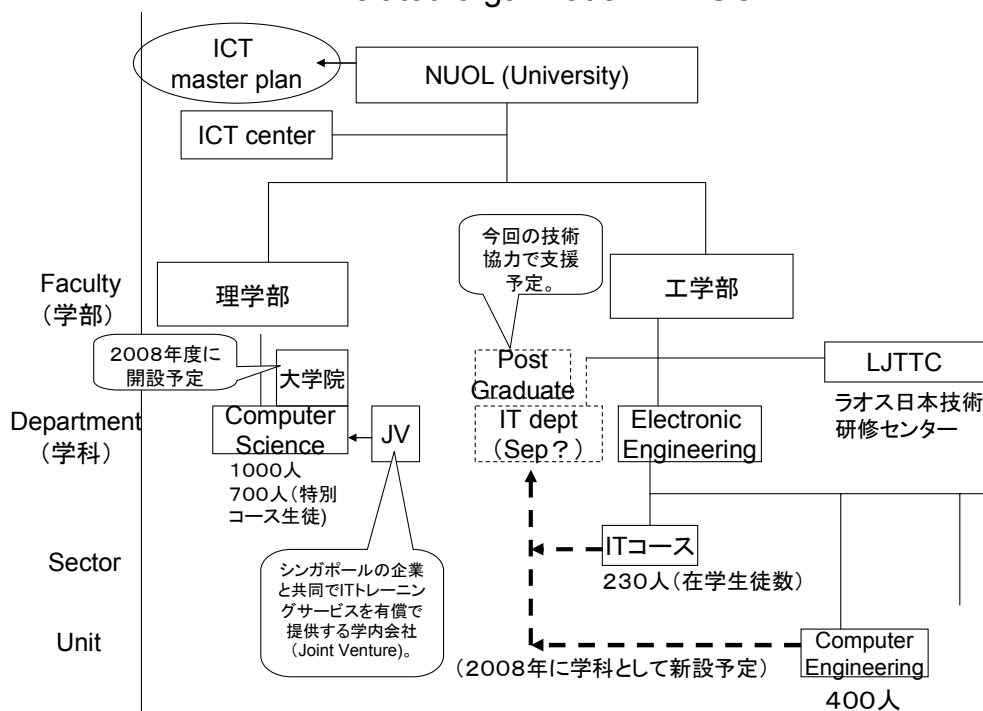 ICT
master plan
NUOL (University)
ICT center
今回の技術
協力で支援
予定。
Faculty
(学部)
理学部
工学部
2008年度に
開設予定
大学院
Post
Graduate
LJTTC
ラオス日本技術
研修センター
Department
(学科)
Computer
Science
JV
IT dept
(Sep?)
Electronic
Engineering
1000人
700人(特別
コース生徒)
Sector
ITコース
230人(在学生徒数)
シンガポールの企業
と共同でITトレーニン
グサービスを有償で
提供する学内会社
(Joint Venture)。
Unit
Computer
Engineering
(2008年に学科として新設予定)
400人